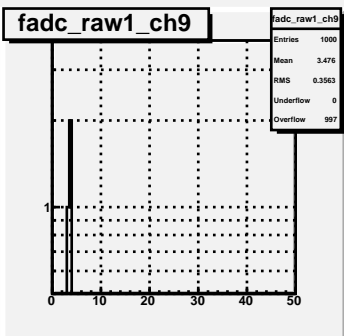 fadc_raw1_ch9
fadc_raw1_ch9
Entries 1000
Mean 3.476
RMS 0.3563
Underflow 0
Overflow 997
1
0 10 20 30 40 50